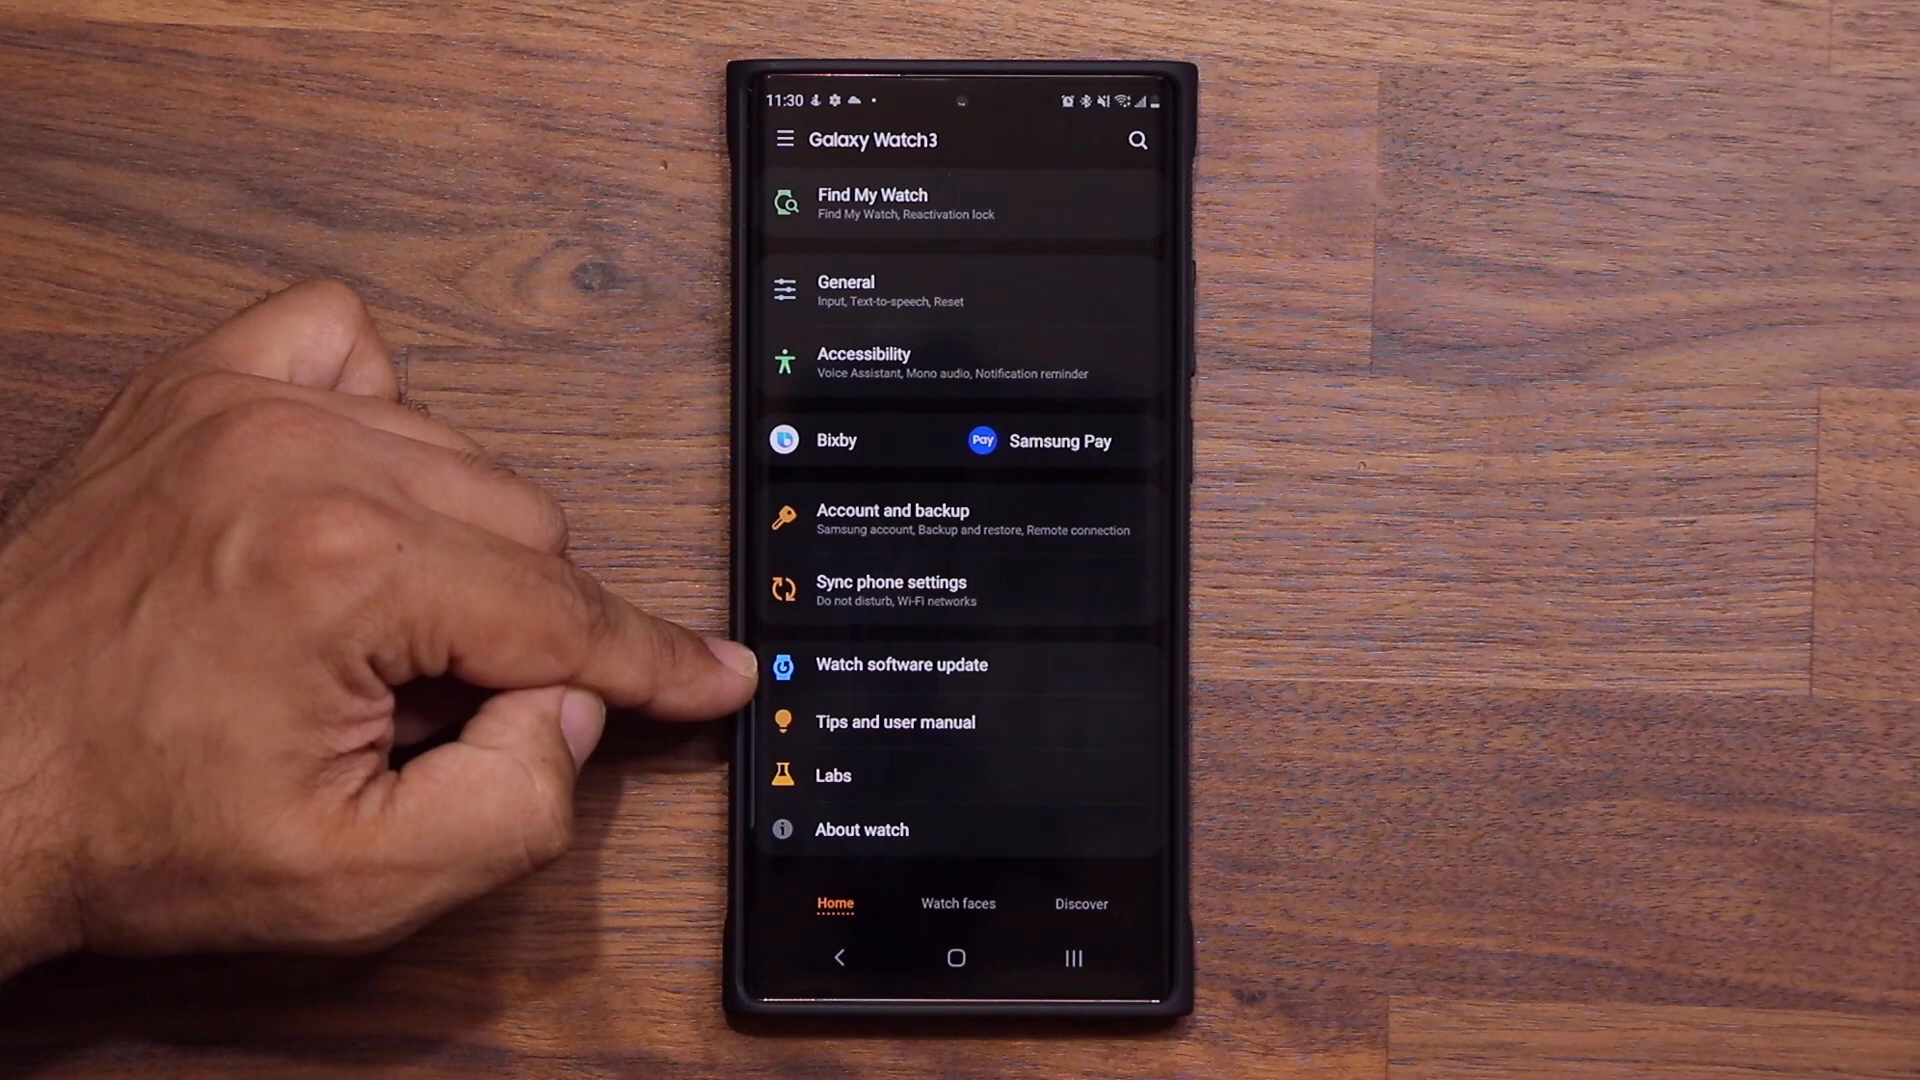 11:30
Galaxy Watch3
Find My Watch
Find My Watch, Reactivation lock
General
Input, Text-to-speech, Reset
Accessibility
Voice Assistant, Mono audio, Notification reminder
Bixby
Pay Samsung Pay
Account and backup
Samsung account, Backup and restore, Remote connection
Sync phone settings
Do not disturb, Wi-Fi networks
Watch software update
Tips and user manual
Labs
About watch
Home Watch faces Discover